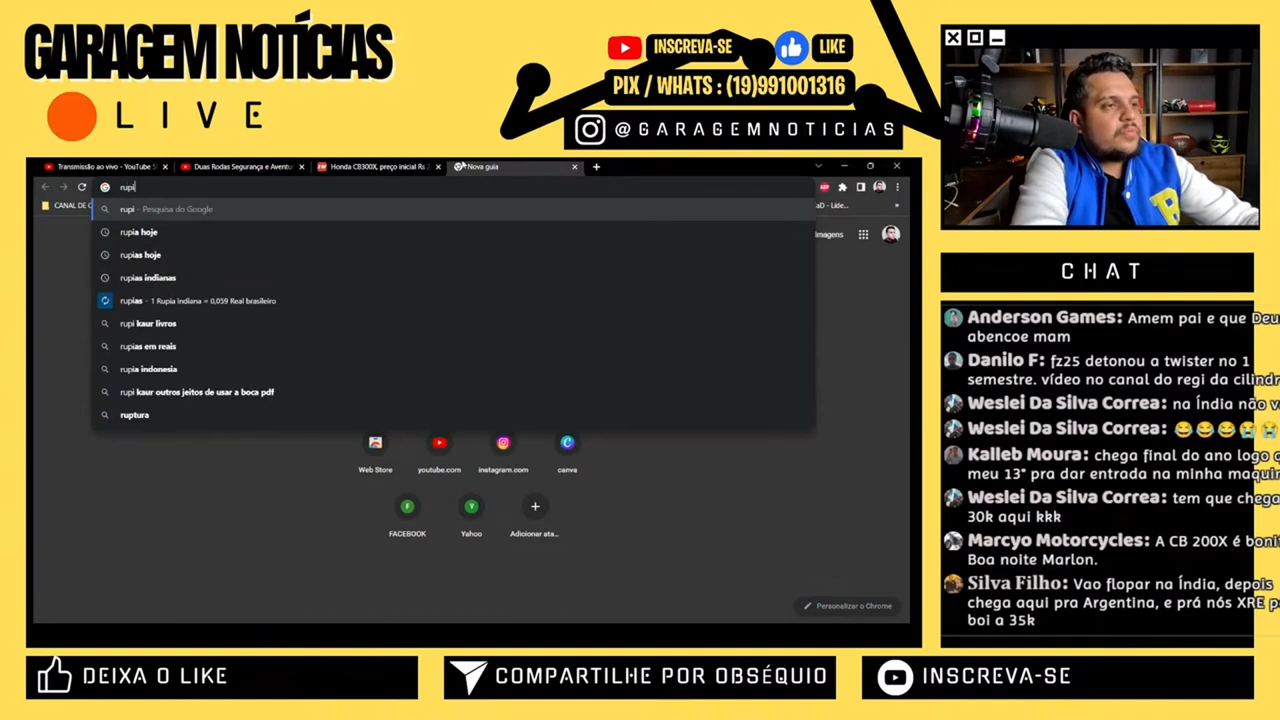 GARAGEM NOTÍCIAS
LIVE
INSCREVA-SE
LIKE
PIX / WHATS : (19)991001316
@GARAGEMNOTICIAS
Transmissão ao vivo - YouTube S
Duas Rodas Segurança e Aventu
Honda CB300X, preço inicial Rs 2
Nova guia
rupi
CANAL DE C
aD - Líde...
rupi - Pesquisa do Google
rupia hoje
rupias hoje
rupias indianas
rupias - 1 Rupia indiana = 0,059 Real brasileiro
rupi kaur livros
rupias em reais
rupia indonesia
rupi kaur outros jeitos de usar a boca pdf
ruptura
Imagens
Web Store
youtube.com
instagram.com
canva
FACEBOOK
Yahoo
Adicionar ata...
Personalizar o Chrome
CHAT
Anderson Games: Amem pai e que Deu
abencoe mam
Danilo F: fz25 detonou a twister no 1
semestre. vídeo no canal do regi da cilindr
Weslei Da Silva Correa: na Índia não v
Weslei Da Silva Correa: 😂😂😂😭😭
Kalleb Moura: chega final do ano logo q
meu 13° pra dar entrada na minha maquin
Weslei Da Silva Correa: tem que chega
30k aqui kkk
Marcyo Motorcycles: A CB 200X é bonit
Boa noite Marlon.
Silva Filho: Vao flopar na Índia, depois
chega aqui pra Argentina, e prá nós XRE p
boi a 35k
DEIXA O LIKE
COMPARTILHE POR OBSÉQUIO
INSCREVA-SE